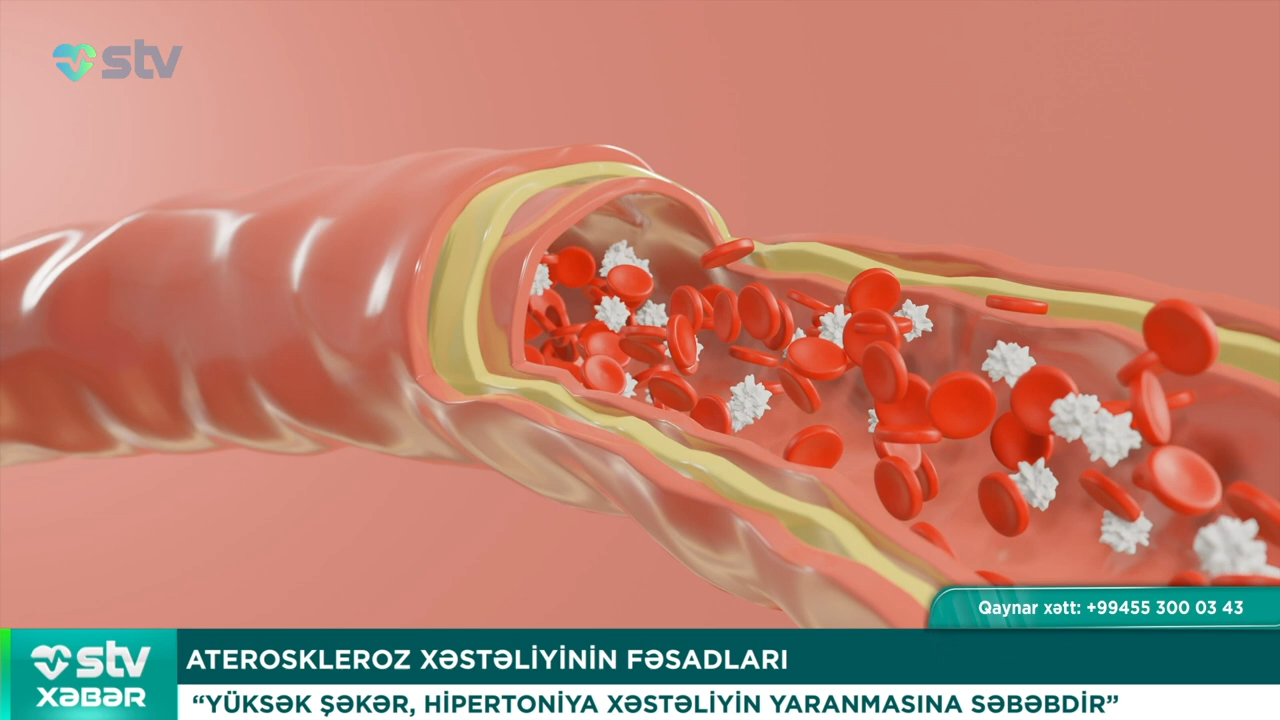 stv
Qaynar xətt: +99455 300 03 43
stv
XƏBƏR
ATEROSKLEROZ XƏSTƏLİYİNİN FƏSADLARI
“YÜKSƏK ŞƏKƏR, HİPERTONİYA XƏSTƏLİYİN YARANMASINA SƏBƏBDİR”